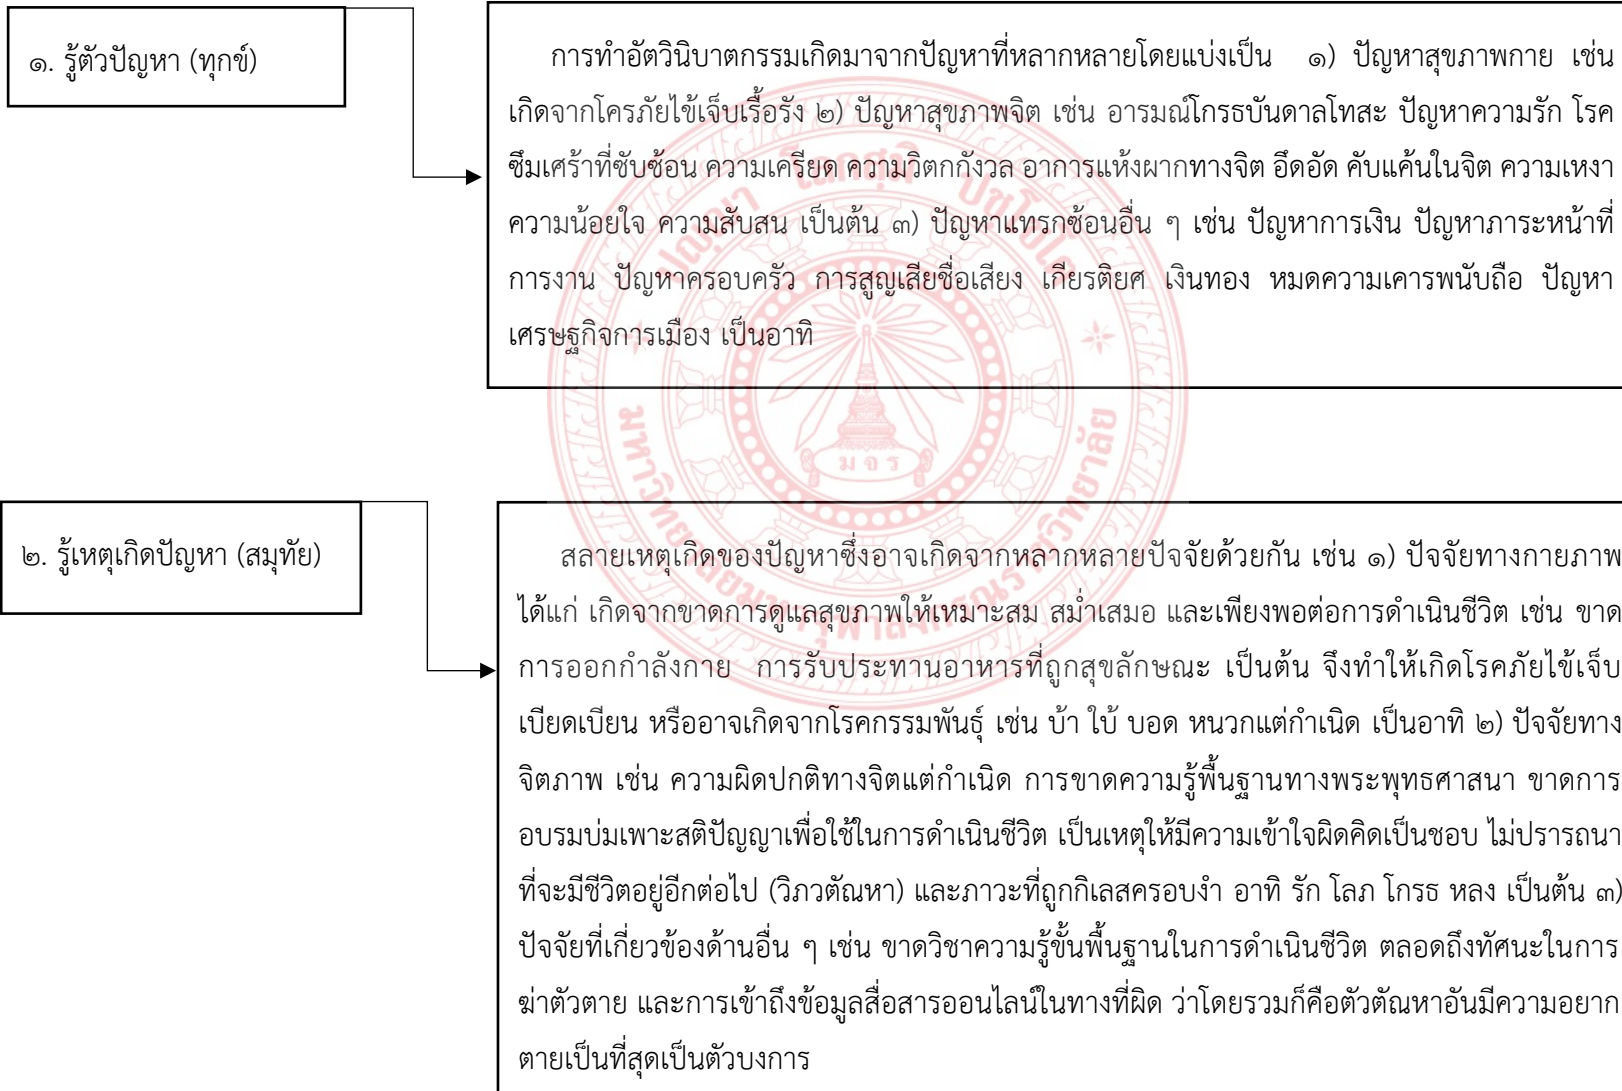 ๑. รู้ตัวปัญหา (ทุกข์)
การทำอัตวินิบาตกรรมเกิดมาจากปัญหาที่หลากหลายโดยแบ่งเป็น ๑) ปัญหาสุขภาพกาย เช่น
เกิดจากโครภัยไข้เจ็บเรื้อรัง ๒) ปัญหาสุขภาพจิต เช่น อารมณ์โกรธบันดาลโทสะ ปัญหาความรัก โรค
ซึมเศร้าที่ซับซ้อน ความเครียด ความวิตกกังวล อาการแห้งผากทางจิต อึดอัด คับแค้นในจิต ความเหงา
ความน้อยใจ ความสับสน เป็นต้น ๓) ปัญหาแทรกซ้อนอื่น ๆ เช่น ปัญหาการเงิน ปัญหาภาระหน้าที่
การงาน ปัญหาครอบครัว การสูญเสียชื่อเสียง เกียรติยศ เงินทอง หมดความเคารพนับถือ ปัญหา
เศรษฐกิจการเมือง เป็นอาทิ
๒. รู้เหตุเกิดปัญหา (สมุทัย)
สลายเหตุเกิดของปัญหาซึ่งอาจเกิดจากหลากหลายปัจจัยด้วยกัน เช่น ๑) ปัจจัยทางกายภาพ
ได้แก่ เกิดจากขาดการดูแลสุขภาพให้เหมาะสม สม่ำเสมอ และเพียงพอต่อการดำเนินชีวิต เช่น ขาด
การออกกำลังกาย การรับประทานอาหารที่ถูกสุขลักษณะ เป็นต้น จึงทำให้เกิดโรคภัยไข้เจ็บ
เบียดเบียน หรืออาจเกิดจากโรคกรรมพันธุ์ เช่น บ้า ใบ้ บอด หนวกแต่กำเนิด เป็นอาทิ ๒) ปัจจัยทาง
จิตภาพ เช่น ความผิดปกติทางจิตแต่กำเนิด การขาดความรู้พื้นฐานทางพระพุทธศาสนา ขาดการ
อบรมบ่มเพาะสติปัญญาเพื่อใช้ในการดำเนินชีวิต เป็นเหตุให้มีความเข้าใจผิดคิดเป็นชอบ ไม่ปรารถนา
ที่จะมีชีวิตอยู่อีกต่อไป (วิภวตัณหา) และภาวะที่ถูกกิเลสครอบงำ อาทิ รัก โลภ โกรธ หลง เป็นต้น ๓)
ปัจจัยที่เกี่ยวข้องด้านอื่น ๆ เช่น ขาดวิชาความรู้ขั้นพื้นฐานในการดำเนินชีวิต ตลอดถึงทัศนะในการ
ฆ่าตัวตาย และการเข้าถึงข้อมูลสื่อสารออนไลน์ในทางที่ผิด ว่าโดยรวมก็คือตัวตัณหาอันมีความอยาก
ตายเป็นที่สุดเป็นตัวบงการ
ปญฺญา โลกสฺมิ ปชฺโชโต
มจร
มหาวิทยาลัยมหาจุฬาลงกรณราชวิทยาลัย